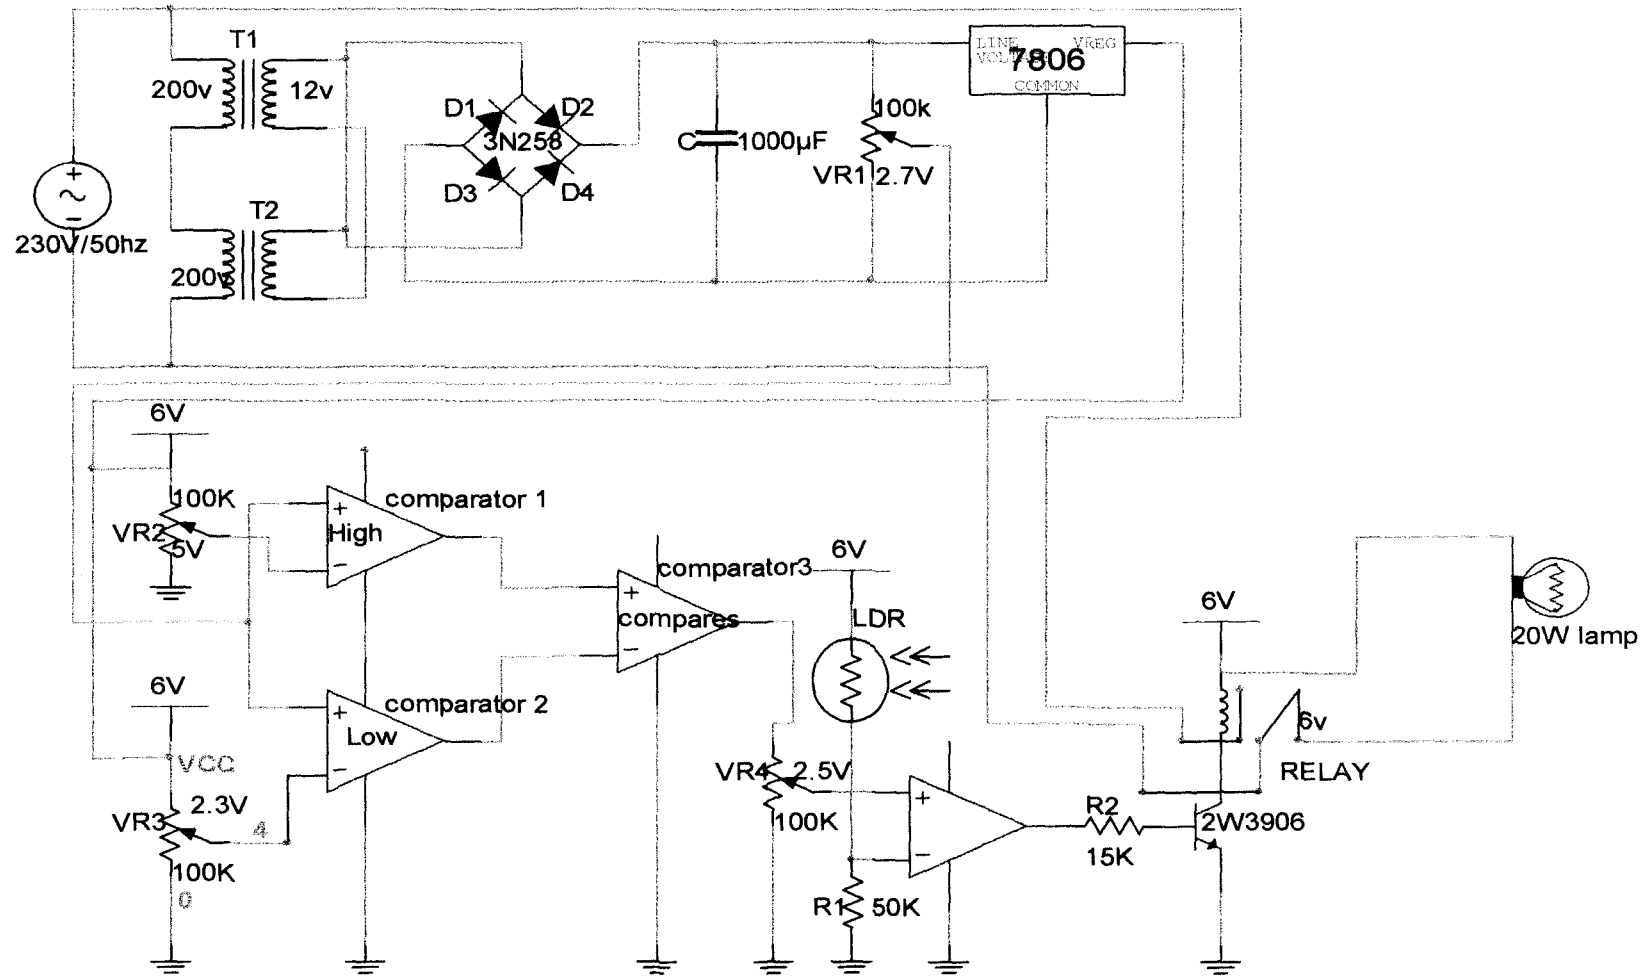 T1
200v
12v
D1
D2
3N258
D3
D4
C
1000µF
100k
VR1 2.7V
LINE VREG
VOLTAGE
7806
COMMON
230V/50hz
T2
200v
6V
100K
VR2
5V
+
comparator 1
High
−
6V
VCC
2.3V
VR3
4
100K
0
+
comparator 2
Low
−
comparator3
+
compares
−
6V
LDR
VR4
2.5V
100K
+
−
R1 50K
R2
15K
2W3906
6V
6v
RELAY
20W lamp